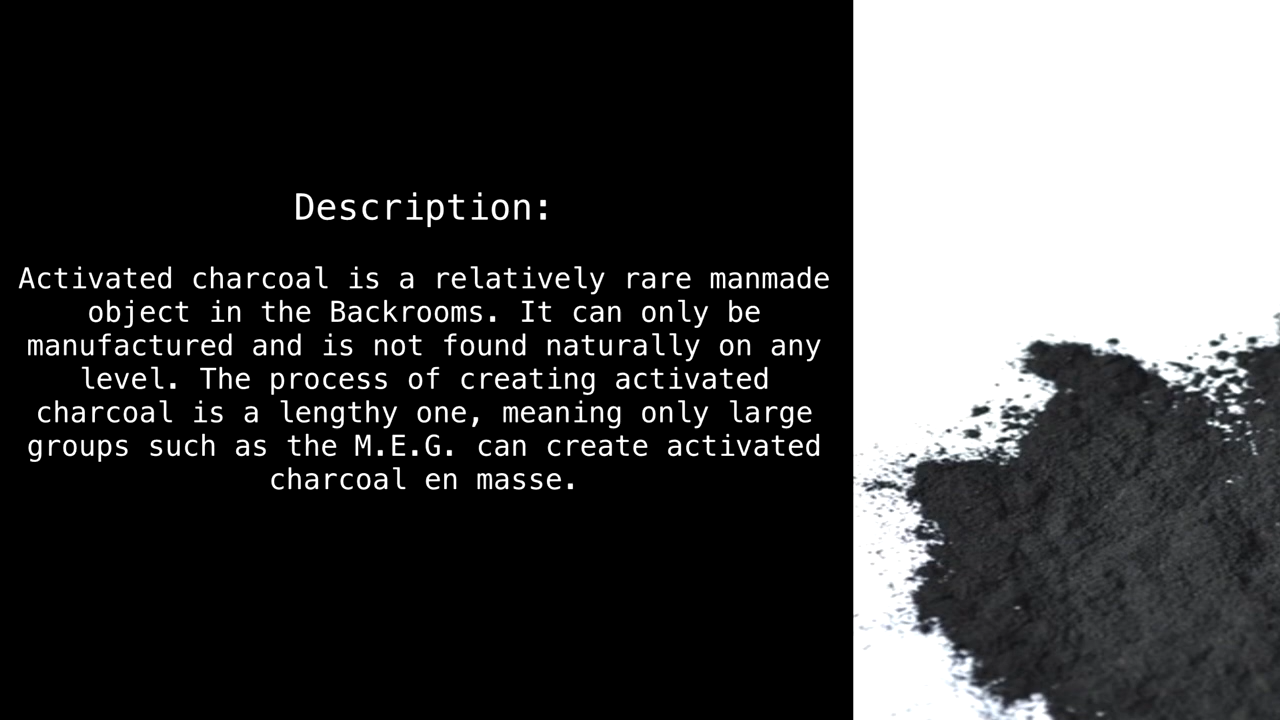 Description:
Activated charcoal is a relatively rare manmade
object in the Backrooms. It can only be
manufactured and is not found naturally on any
level. The process of creating activated
charcoal is a lengthy one, meaning only large
groups such as the M.E.G. can create activated
charcoal en masse.